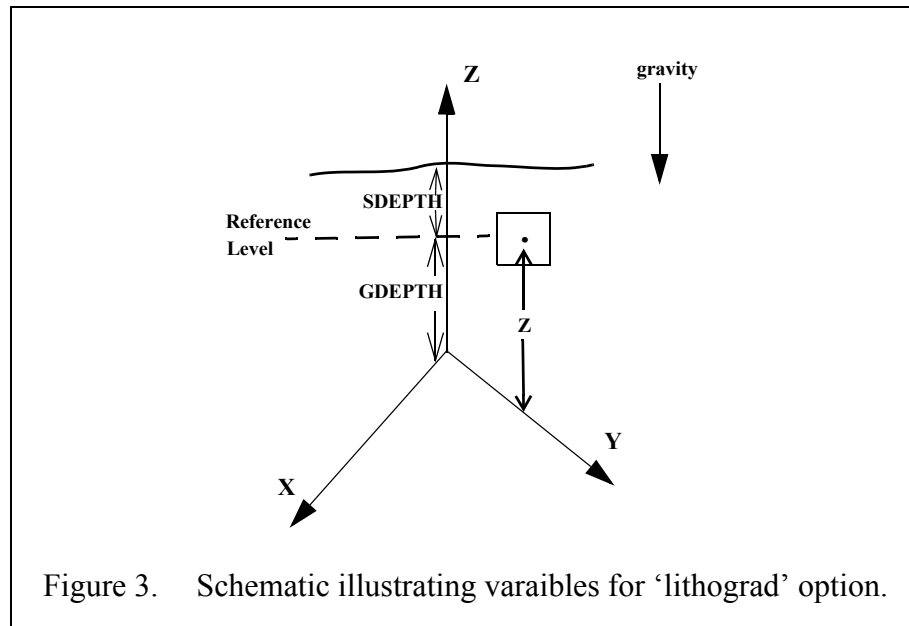 Z
gravity
SDEPTH
Reference
Level
GDEPTH
Z
Y
X
Figure 3. Schematic illustrating varaibles for ‘lithograd’ option.